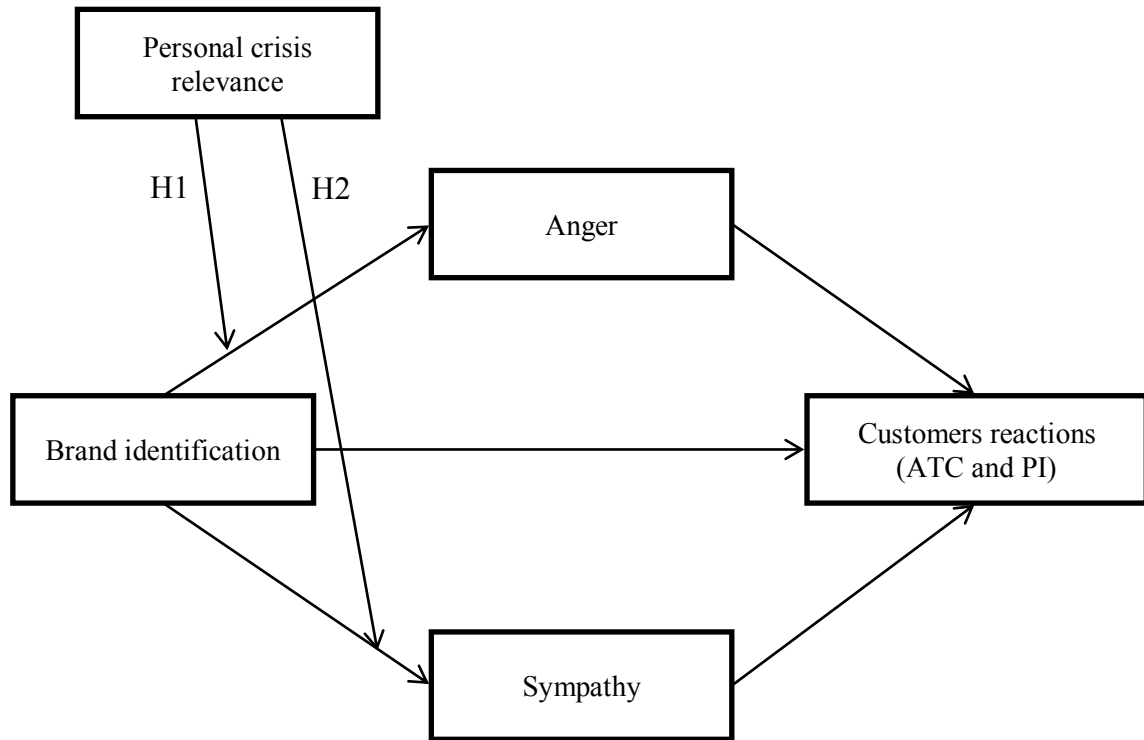 Personal crisis
relevance
H1
H2
Anger
Brand identification
Customers reactions
(ATC and PI)
Sympathy